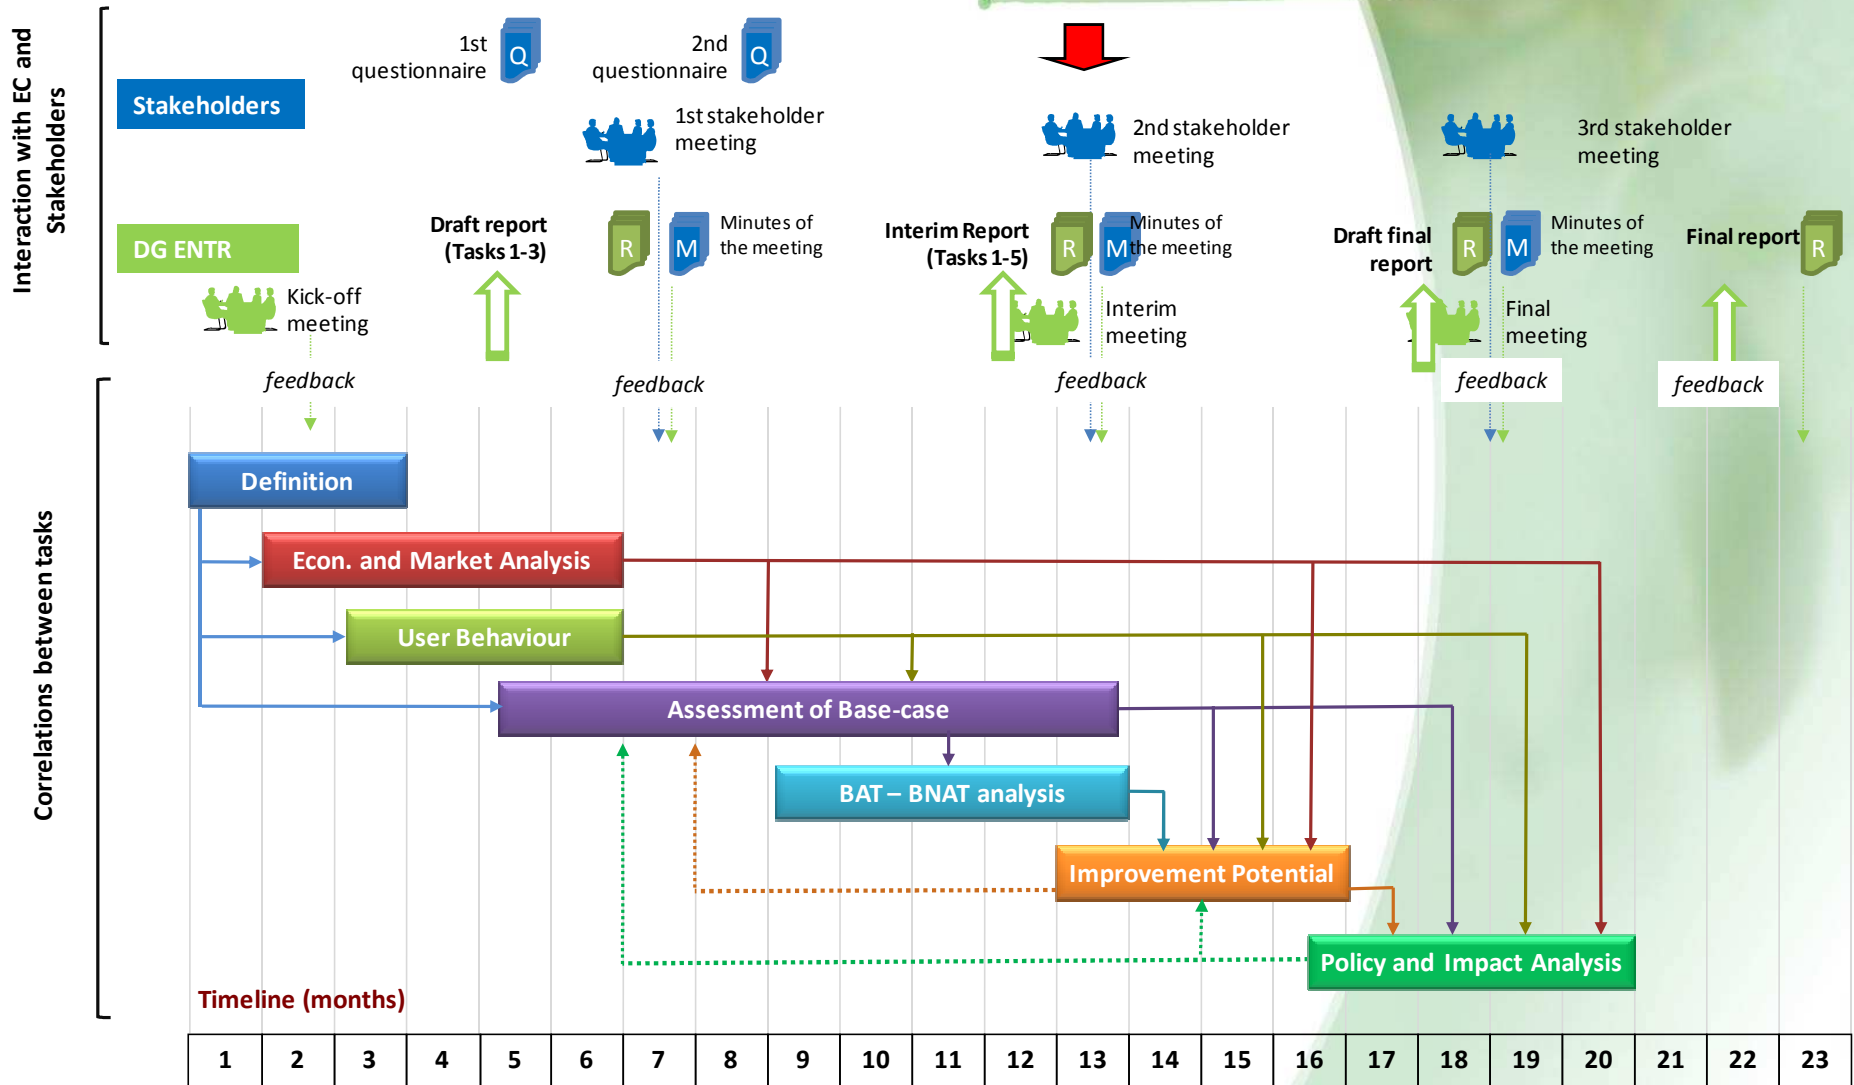 Interaction with EC and
Stakeholders
1st
questionnaire
Q
2nd
questionnaire
Q
Stakeholders
1st stakeholder
meeting
2nd stakeholder
meeting
3rd stakeholder
meeting
DG ENTR
Draft report
(Tasks 1-3)
R
M
Minutes of
the meeting
Interim Report
(Tasks 1-5)
R
M
Minutes of
the meeting
Draft final
report
R
M
Minutes of
the meeting
Final report
R
Kick-off
meeting
Interim
meeting
Final
meeting
feedback
feedback
feedback
feedback
feedback
Correlations between tasks
Definition
Econ. and Market Analysis
User Behaviour
Assessment of Base-case
BAT – BNAT analysis
Improvement Potential
Policy and Impact Analysis
Timeline (months)
1 2 3 4 5 6 7 8 9 10 11 12 13 14 15 16 17 18 19 20 21 22 23